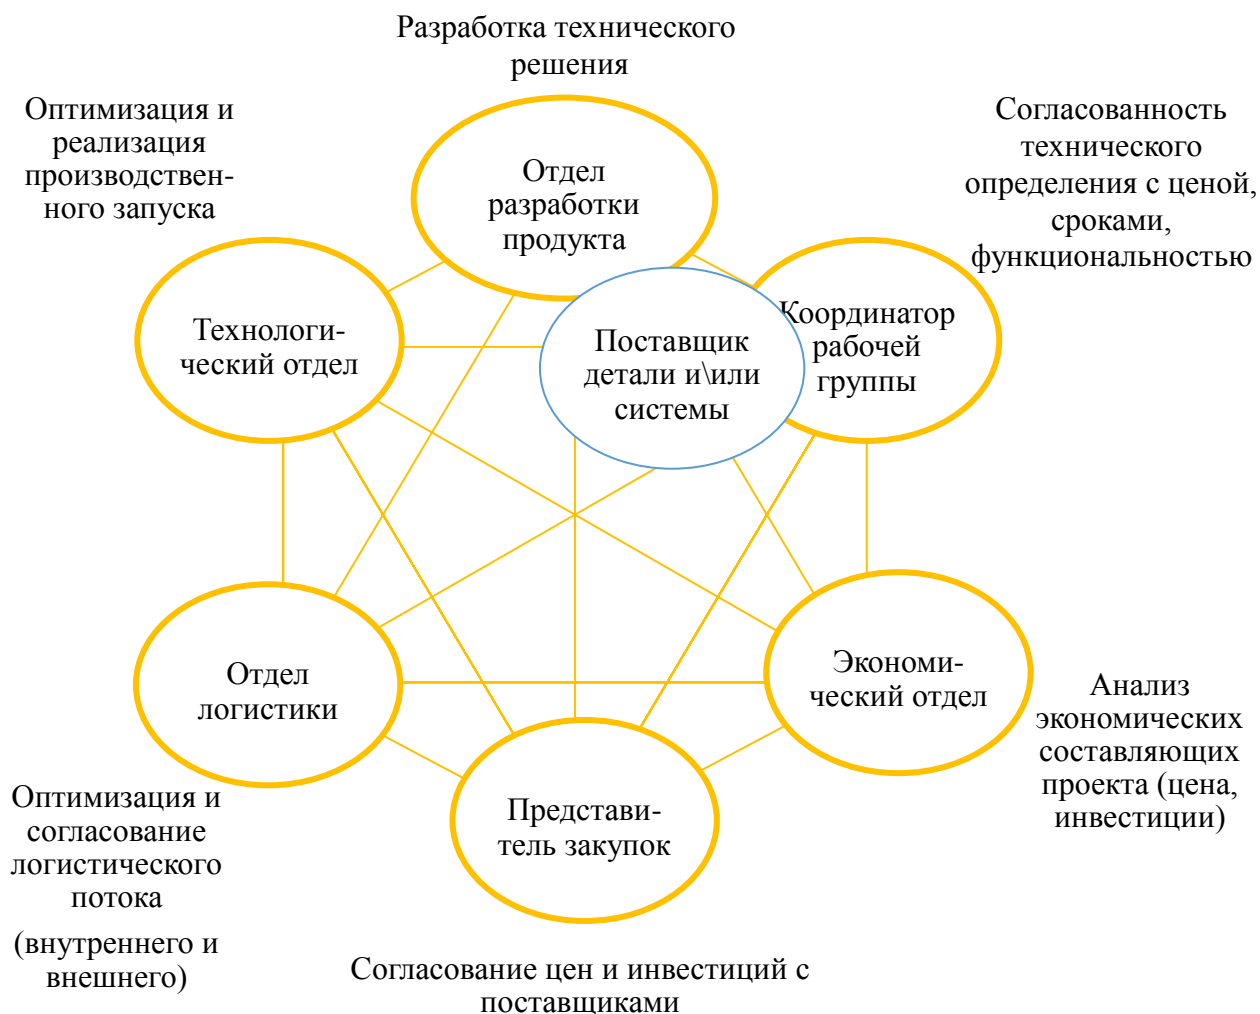 Разработка технического
решения
Оптимизация и
реализация
производствен-
ного запуска
Согласованность
технического
определения с ценой,
сроками,
функциональностью
Отдел
разработки
продукта
Технологи-
ческий отдел
Поставщик
детали и\или
системы
Координатор
рабочей
группы
Отдел
логистики
Экономи-
ческий отдел
Анализ
экономических
составляющих
проекта (цена,
инвестиции)
Представи-
тель закупок
Оптимизация и
согласование
логистического
потока
(внутреннего и
внешнего)
Согласование цен и инвестиций с
поставщиками